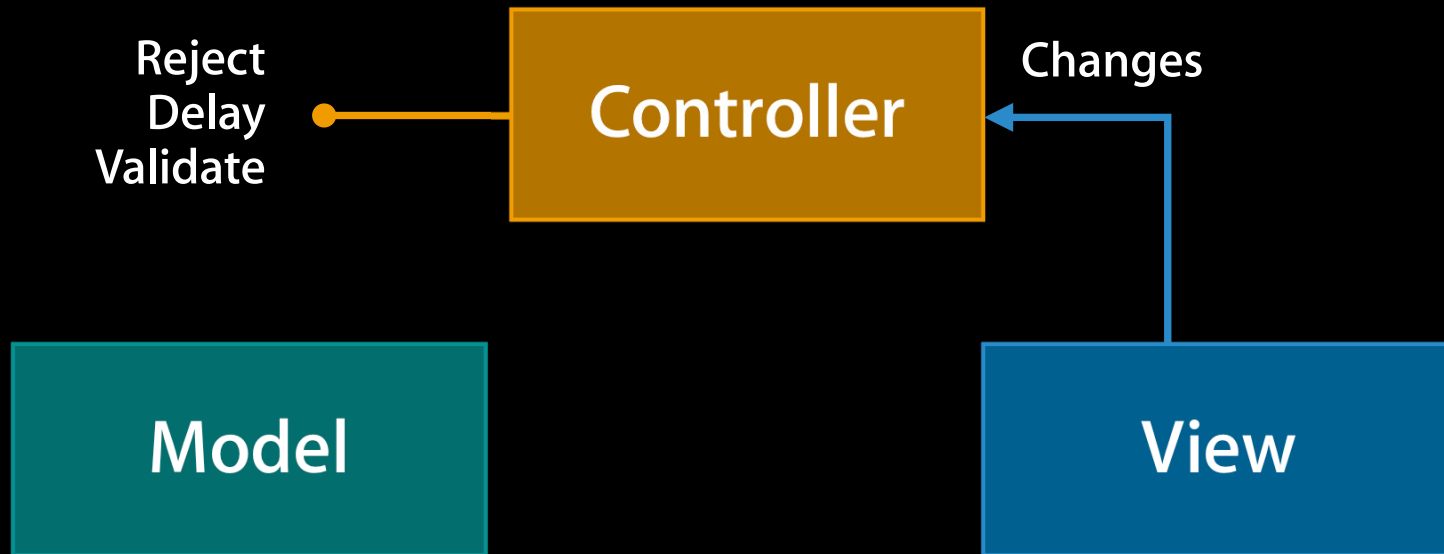 Reject
Delay
Validate
Controller
Changes
Model
View